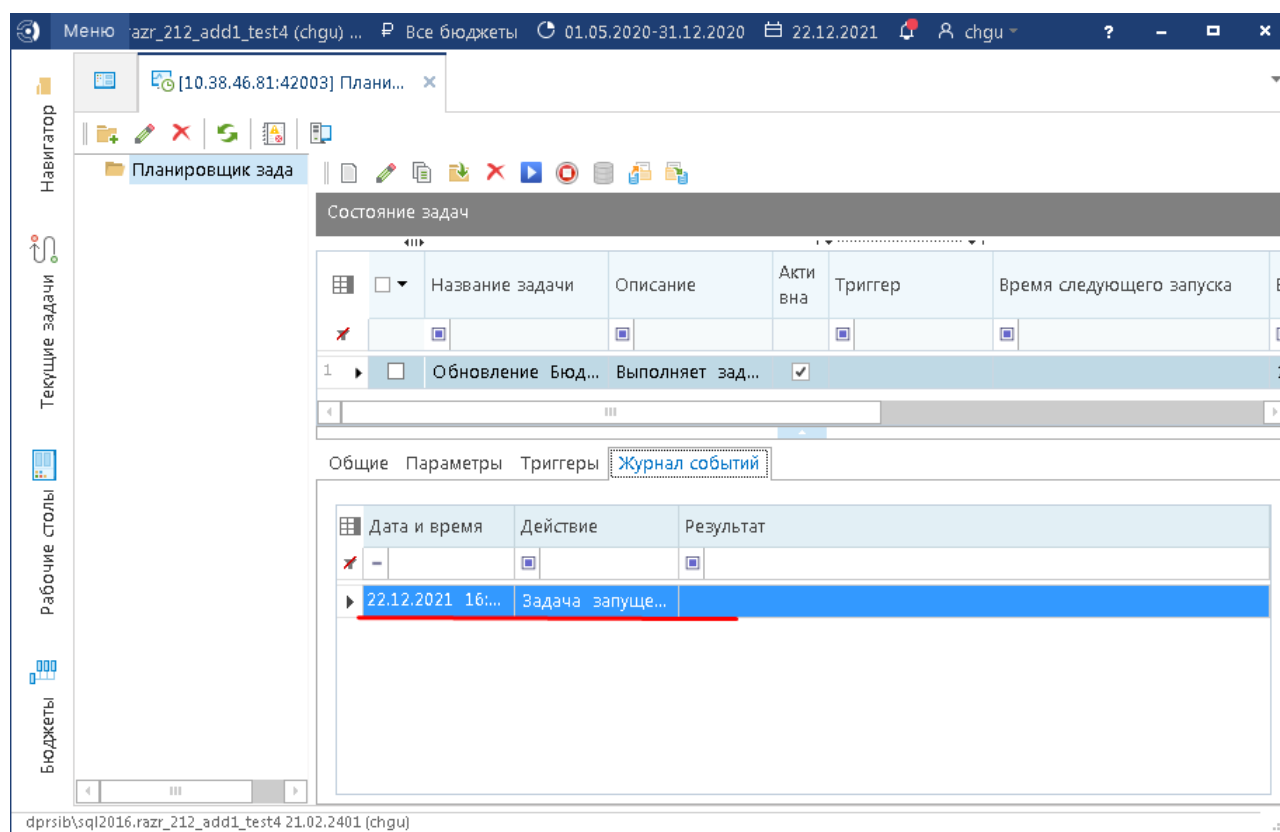 Меню razr_212_add1_test4 (chgu) ... ₽ Все бюджеты 01.05.2020-31.12.2020 22.12.2021 chgu ? 
[10.38.46.81:42003] Плани...
Навигатор
Планировщик зада
Состояние задач
Текущие задачи
Название задачи Описание Акти вна Триггер Время следующего запуска
1 Обновление Бюд... Выполняет зад...
Общие Параметры Триггеры Журнал событий
Рабочие столы
Дата и время Действие Результат
22.12.2021 16:... Задача запуще...
Бюджеты
dprsib\sql2016.razr_212_add1_test4 21.02.2401 (chgu)